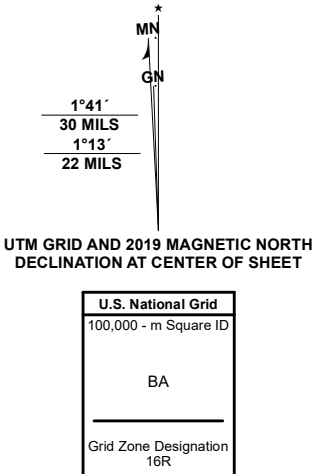 MN
GN
1°41´
30 MILS
1°13´
22 MILS
UTM GRID AND 2019 MAGNETIC NORTH
DECLINATION AT CENTER OF SHEET
U.S. National Grid
100,000 - m Square ID
BA
Grid Zone Designation
16R